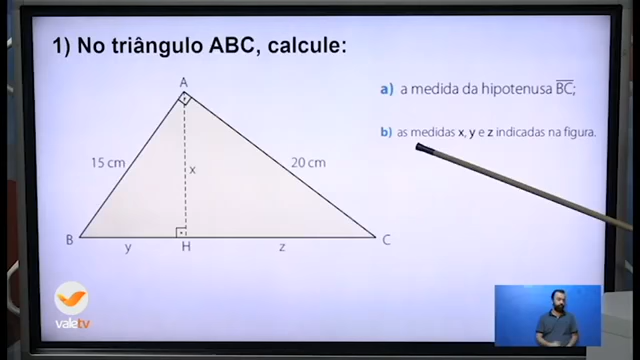 1) No triângulo ABC, calcule:
a) a medida da hipotenusa BC;
b) as medidas x, y e z indicadas na figura.
A
15 cm
20 cm
x
B
y
H
z
C
valetv